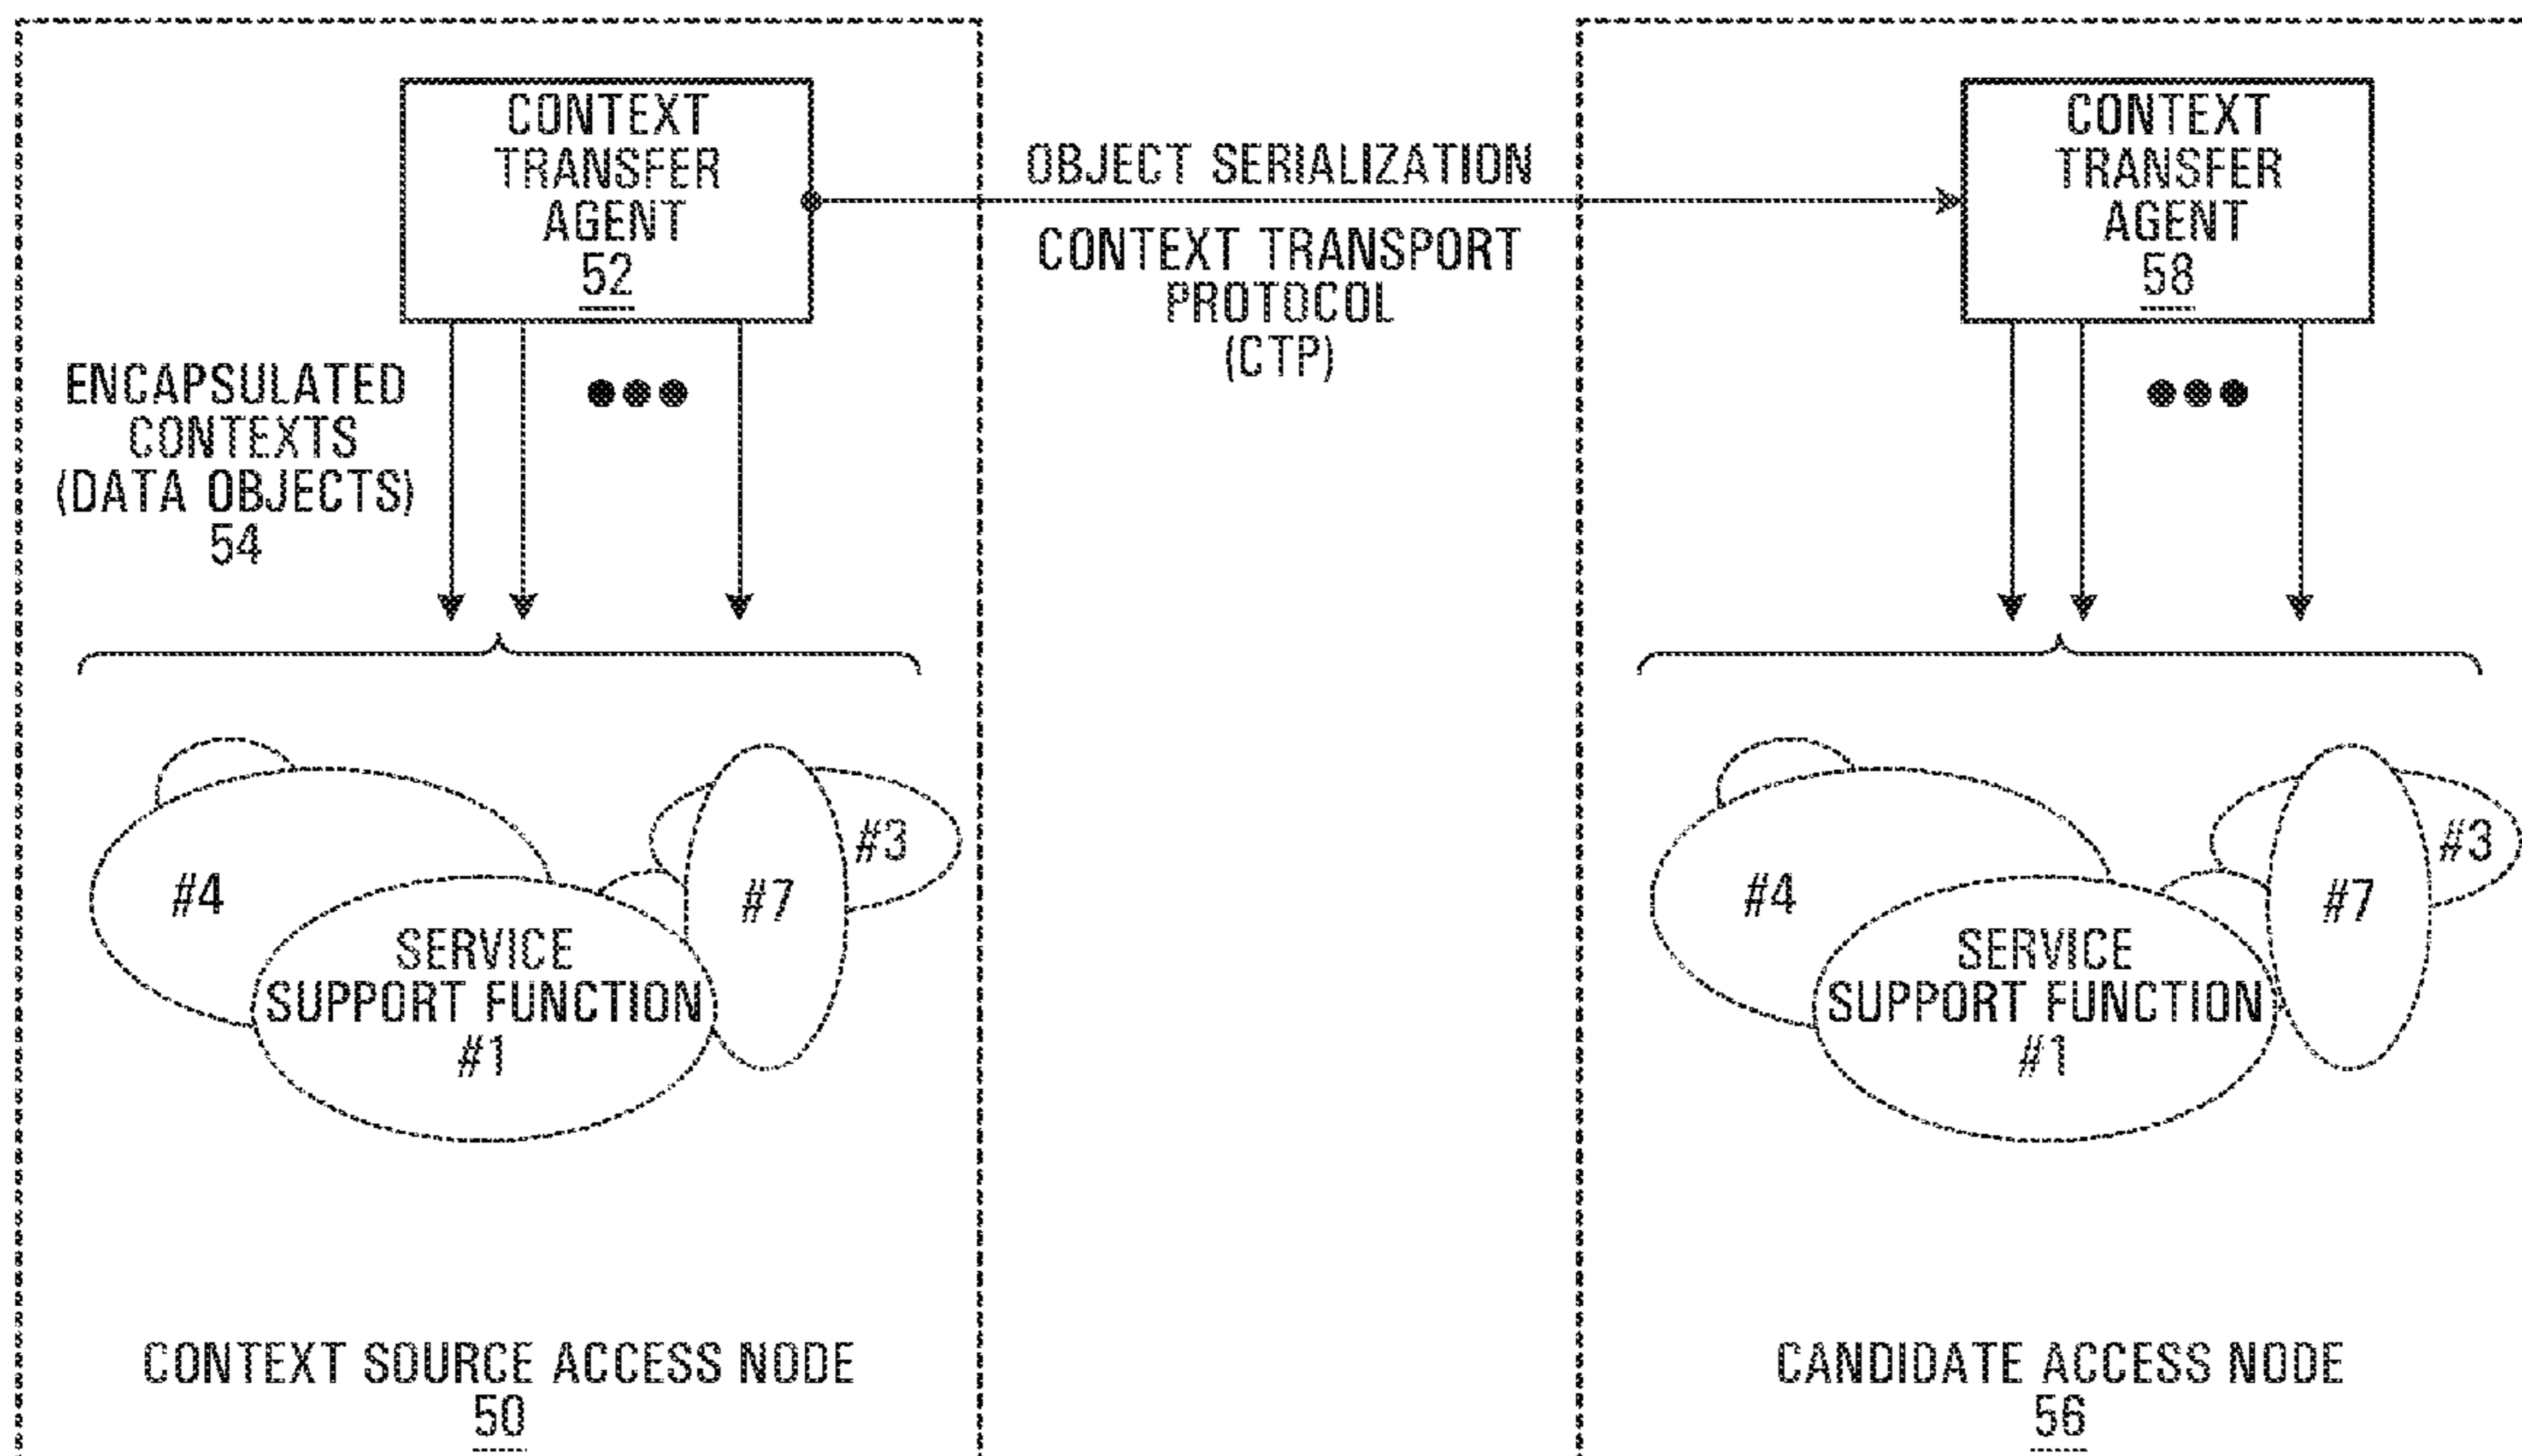 CONTEXT
TRANSFER
AGENT
52
OBJECT SERIALIZATION
CONTEXT TRANSPORT
PROTOCOL
(CTP)
CONTEXT
TRANSFER
AGENT
58
ENCAPSULATED
CONTEXTS
(DATA OBJECTS)
54
#4
SERVICE
SUPPORT FUNCTION
#1
#7
#3
#4
SERVICE
SUPPORT FUNCTION
#1
#7
#3
CONTEXT SOURCE ACCESS NODE
50
CANDIDATE ACCESS NODE
56